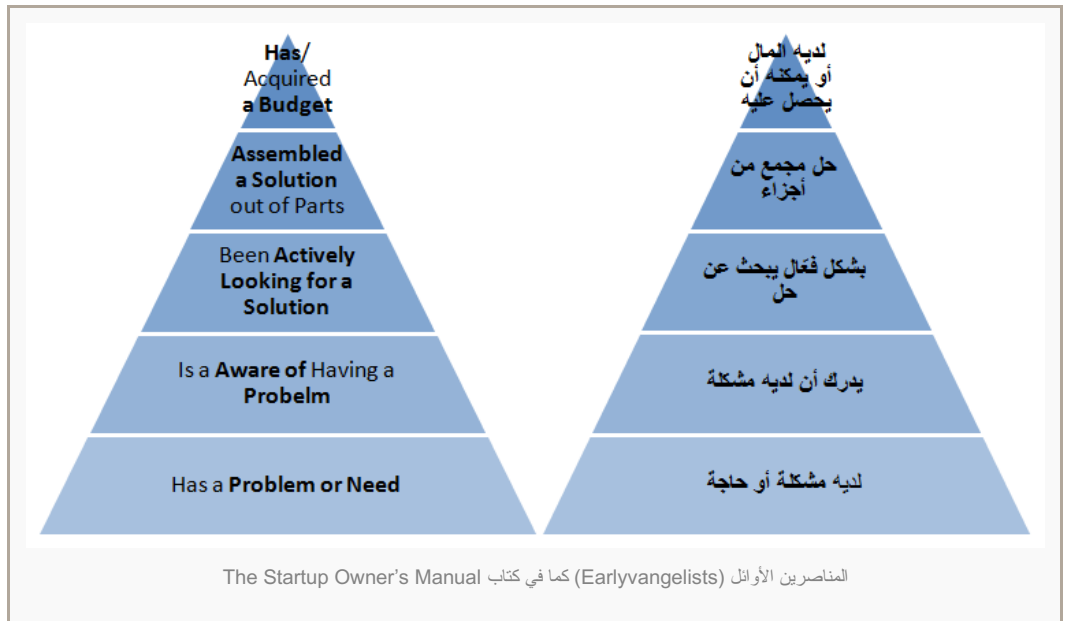 Has/
Acquired
a Budget
Assembled
a Solution
out of Parts
Been Actively
Looking for a
Solution
Is a Aware of Having a
Probelm
Has a Problem or Need
لديه المال
أو يمكنه أن
يحصل عليه
حل مجمع من
أجزاء
بشكل فعّال يبحث عن
حل
يدرك أن لديه مشكلة
لديه مشكلة أو حاجة
المناصرين الأوائل (Earlyvangelists) كما في كتاب The Startup Owner’s Manual